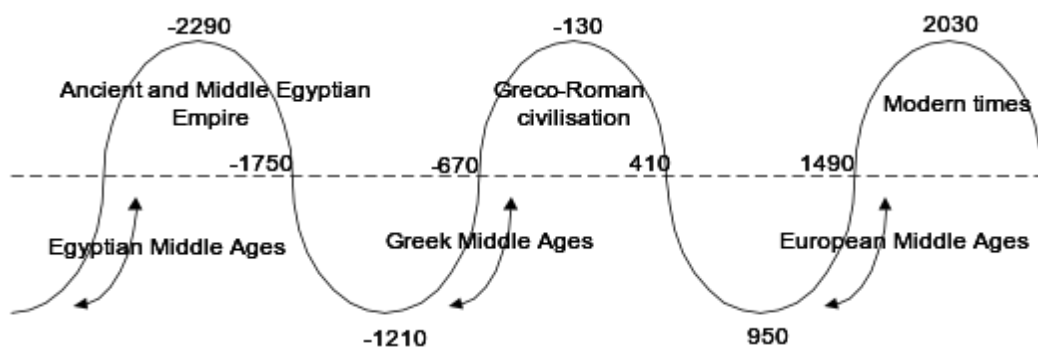 -2290
-130
2030
Ancient and Middle Egyptian
Empire
Greco-Roman
civilisation
Modern times
-1750
-670
410
1490
Egyptian Middle Ages
Greek Middle Ages
European Middle Ages
-1210
950